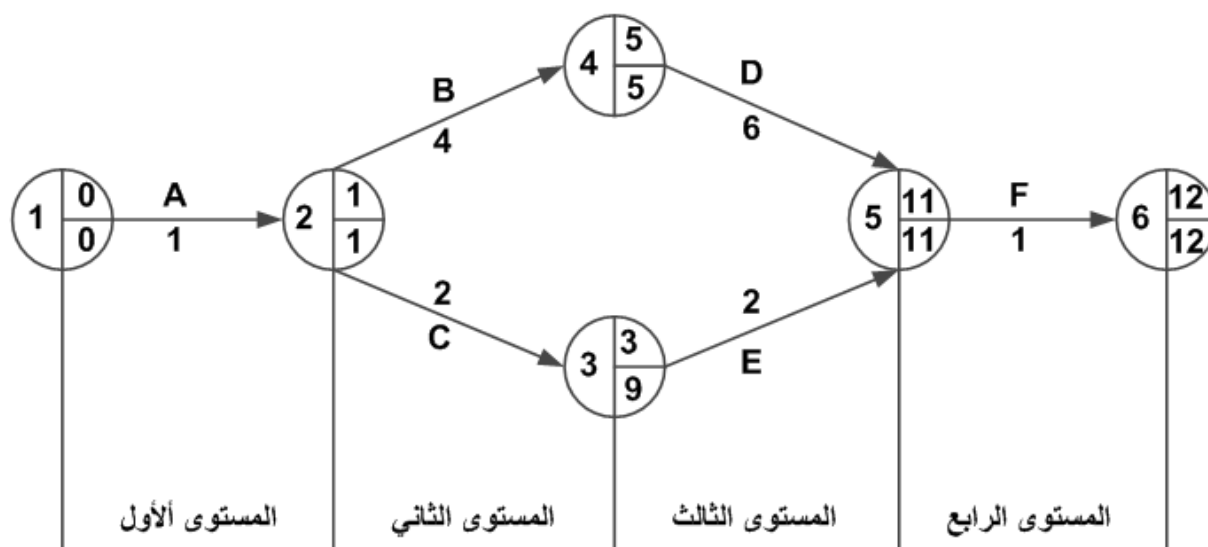 4 5 5
B
4
D
6
1 0 0
A
1
2 1 1
5 11 11
F
1
6 12 12
2
C
3 3 9
2
E
المستوى ألأول
المستوى الثاني
المستوى الثالث
المستوى الرابع